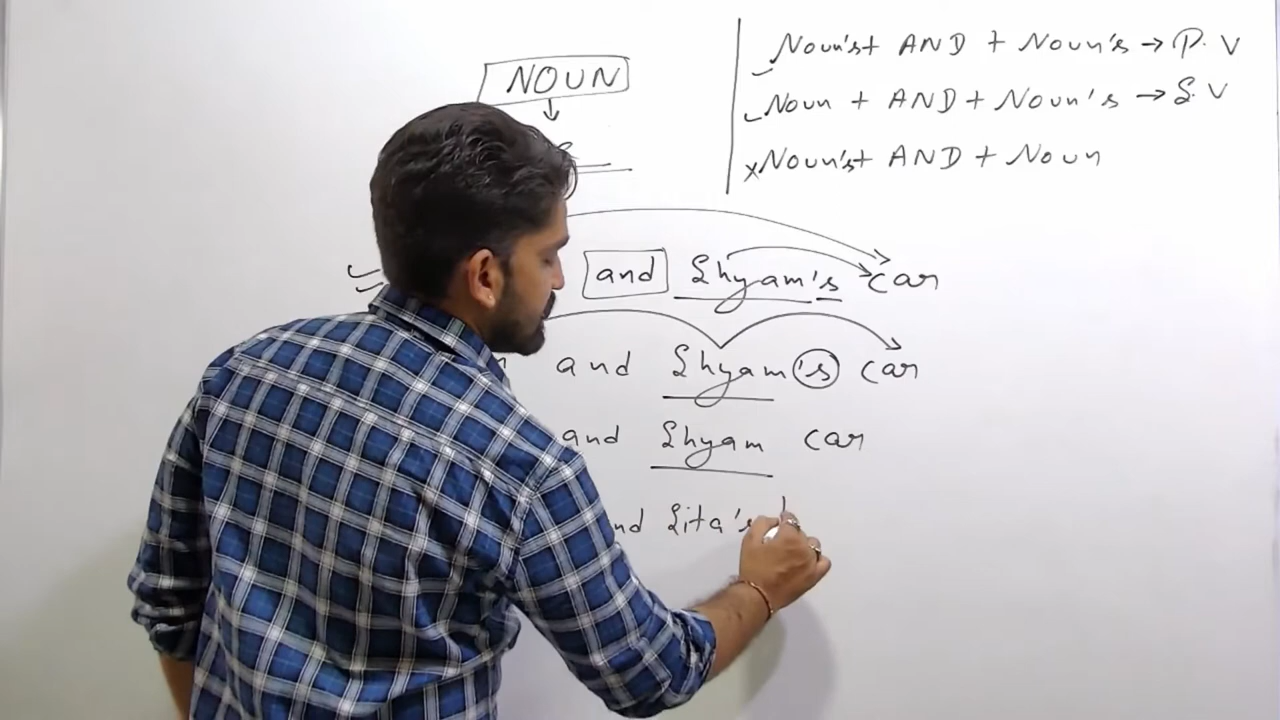 NOUN
Noun's + AND + Noun's → P. V
Noun + AND + Noun's → S. V
Noun's + AND + Noun
and Shyam's car
and Shyam's car
and Shyam car
and Sita's